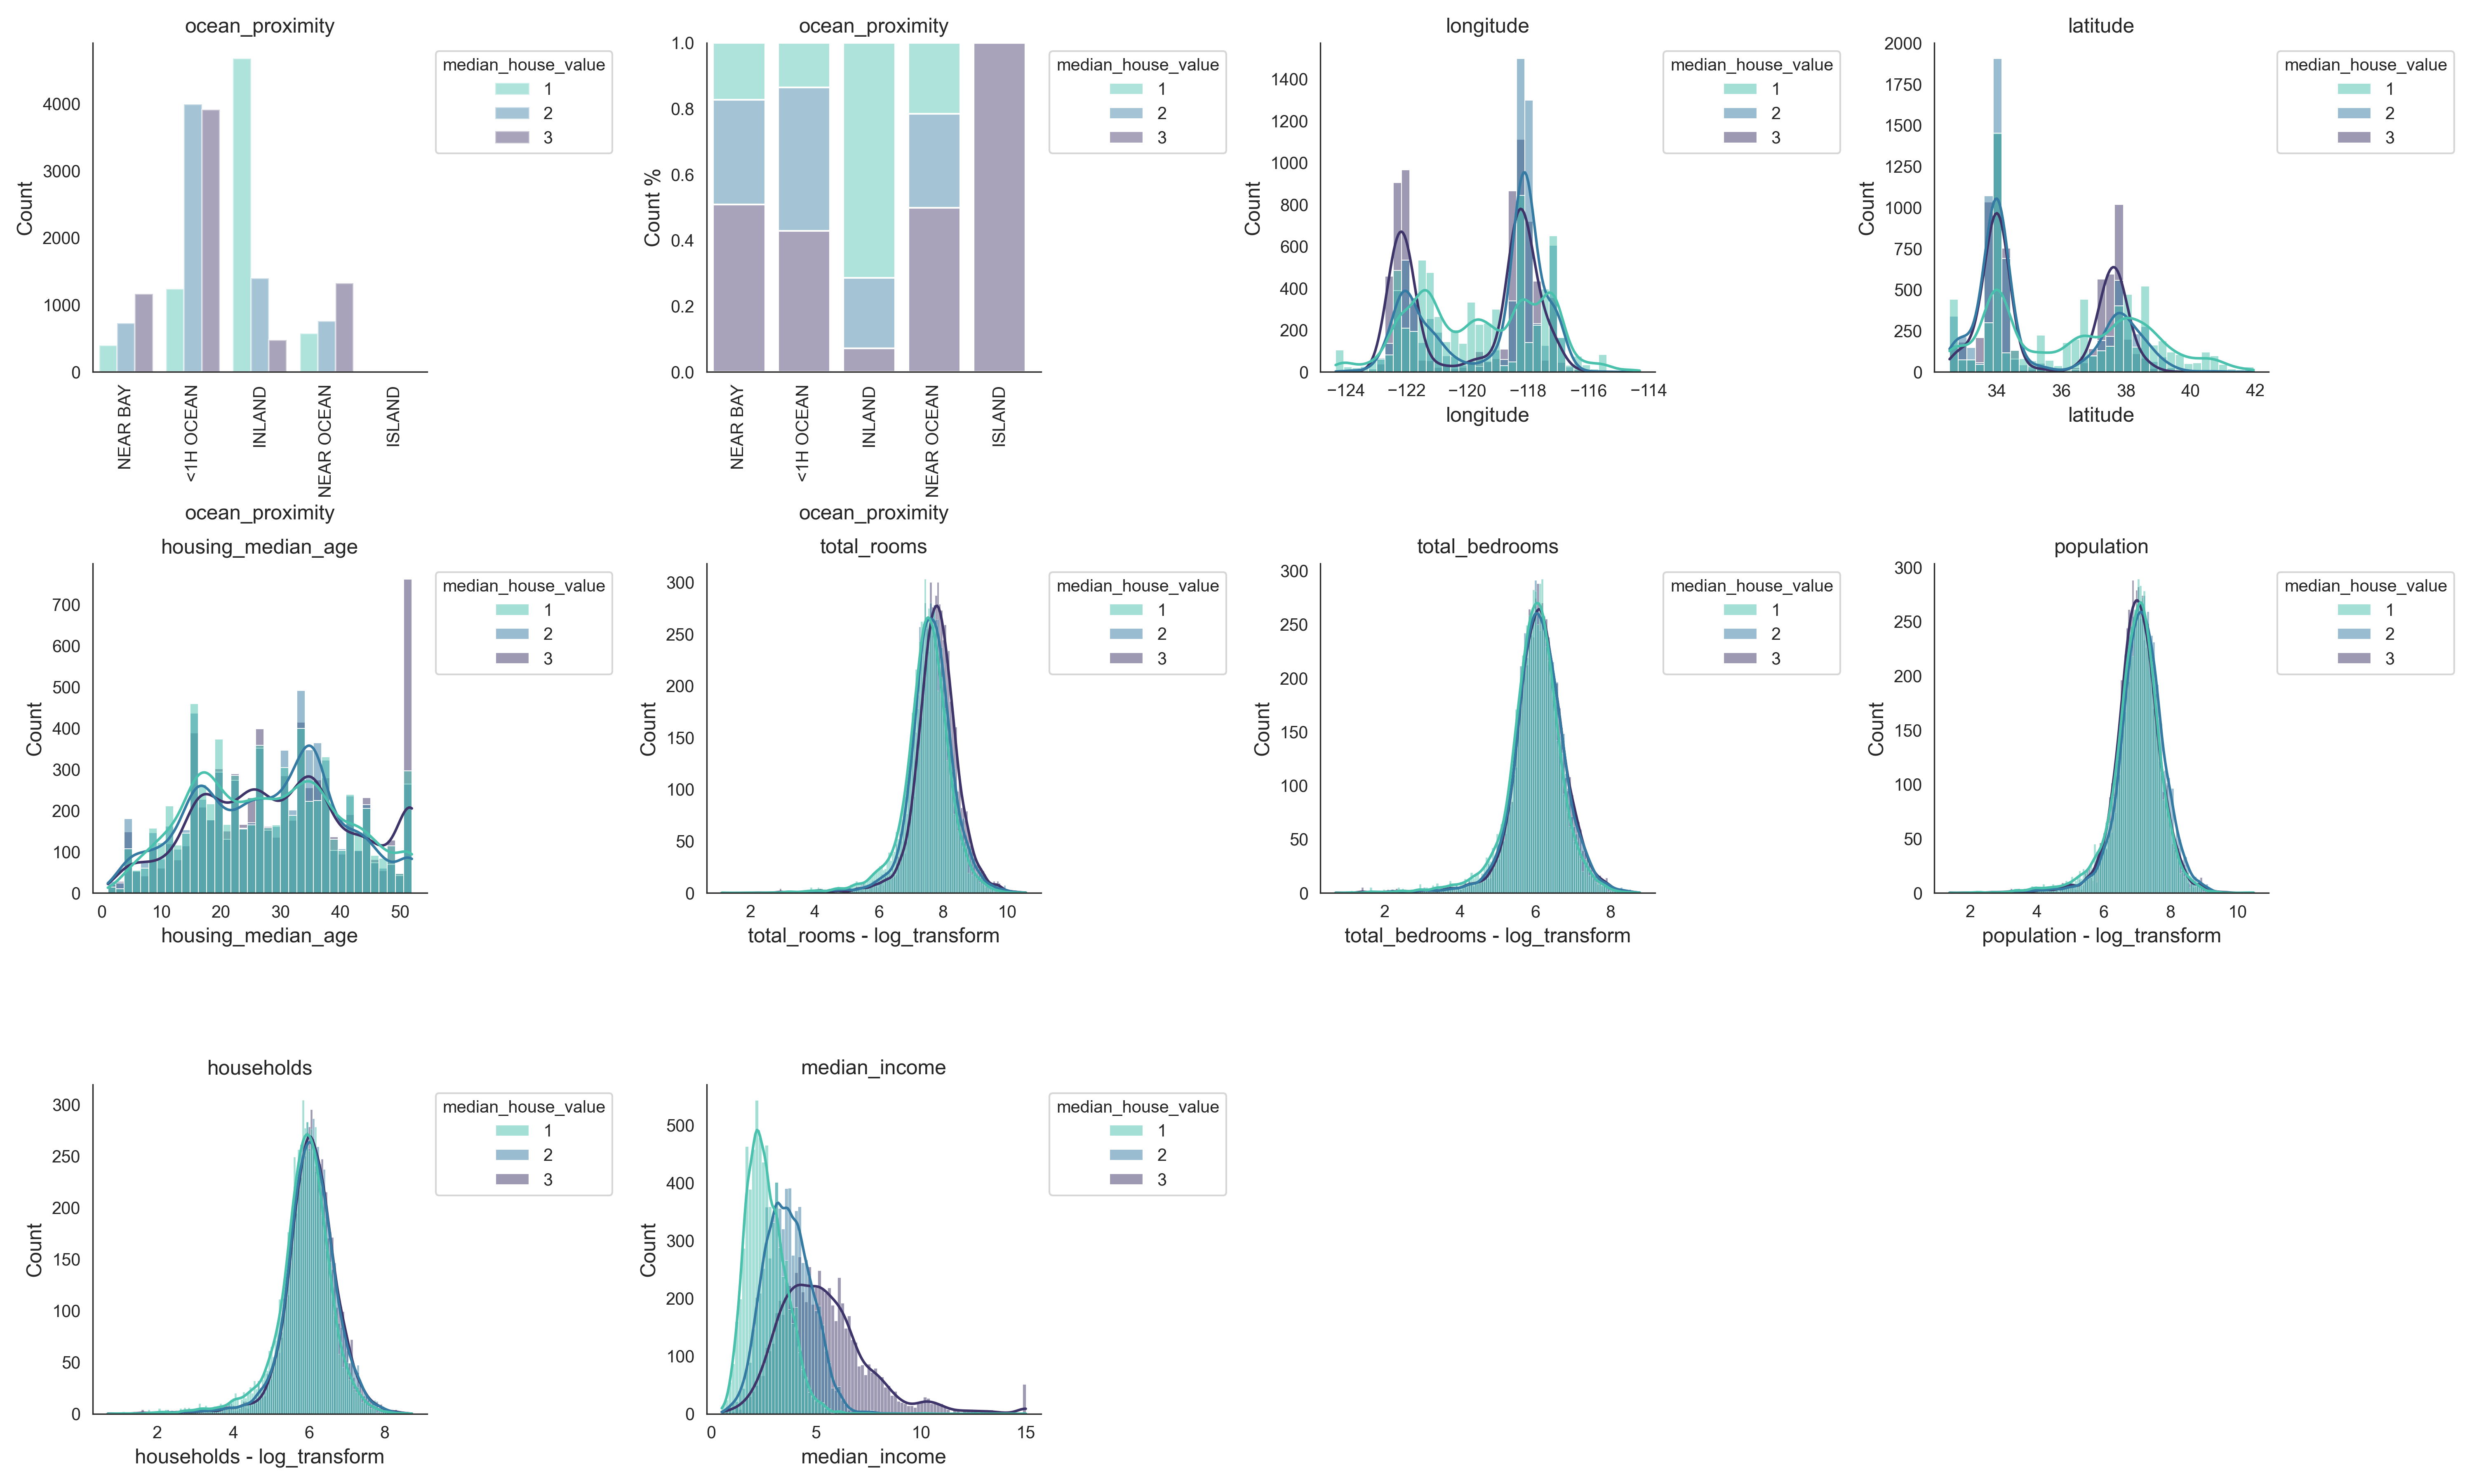 ocean_proximity
Count
4000
3000
2000
1000
0
NEAR BAY
<1H OCEAN
INLAND
NEAR OCEAN
ISLAND
ocean_proximity
median_house_value
1
2
3
ocean_proximity
Count %
1.0
0.8
0.6
0.4
0.2
0.0
NEAR BAY
<1H OCEAN
INLAND
NEAR OCEAN
ISLAND
ocean_proximity
median_house_value
1
2
3
longitude
Count
1400
1200
1000
800
600
400
200
0
−124 −122 −120 −118 −116 −114
longitude
median_house_value
1
2
3
latitude
Count
2000
1750
1500
1250
1000
750
500
250
0
34 36 38 40 42
latitude
median_house_value
1
2
3
housing_median_age
Count
700
600
500
400
300
200
100
0
0 10 20 30 40 50
housing_median_age
median_house_value
1
2
3
total_rooms
Count
300
250
200
150
100
50
0
2 4 6 8 10
total_rooms - log_transform
median_house_value
1
2
3
total_bedrooms
Count
300
250
200
150
100
50
0
2 4 6 8
total_bedrooms - log_transform
median_house_value
1
2
3
population
Count
300
250
200
150
100
50
0
2 4 6 8 10
population - log_transform
median_house_value
1
2
3
households
Count
300
250
200
150
100
50
0
2 4 6 8
households - log_transform
median_house_value
1
2
3
median_income
Count
500
400
300
200
100
0
0 5 10 15
median_income
median_house_value
1
2
3